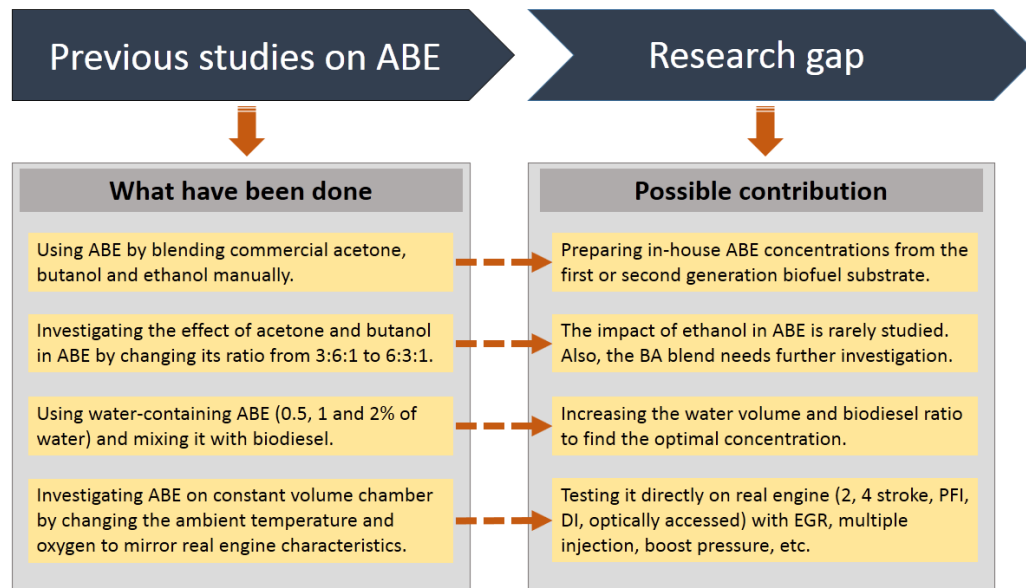 Previous studies on ABE
Research gap
What have been done
Using ABE by blending commercial acetone,
butanol and ethanol manually.
Investigating the effect of acetone and butanol
in ABE by changing its ratio from 3:6:1 to 6:3:1.
Using water-containing ABE (0.5, 1 and 2% of
water) and mixing it with biodiesel.
Investigating ABE on constant volume chamber
by changing the ambient temperature and
oxygen to mirror real engine characteristics.
Possible contribution
Preparing in-house ABE concentrations from the
first or second generation biofuel substrate.
The impact of ethanol in ABE is rarely studied.
Also, the BA blend needs further investigation.
Increasing the water volume and biodiesel ratio
to find the optimal concentration.
Testing it directly on real engine (2, 4 stroke, PFI,
DI, optically accessed) with EGR, multiple
injection, boost pressure, etc.